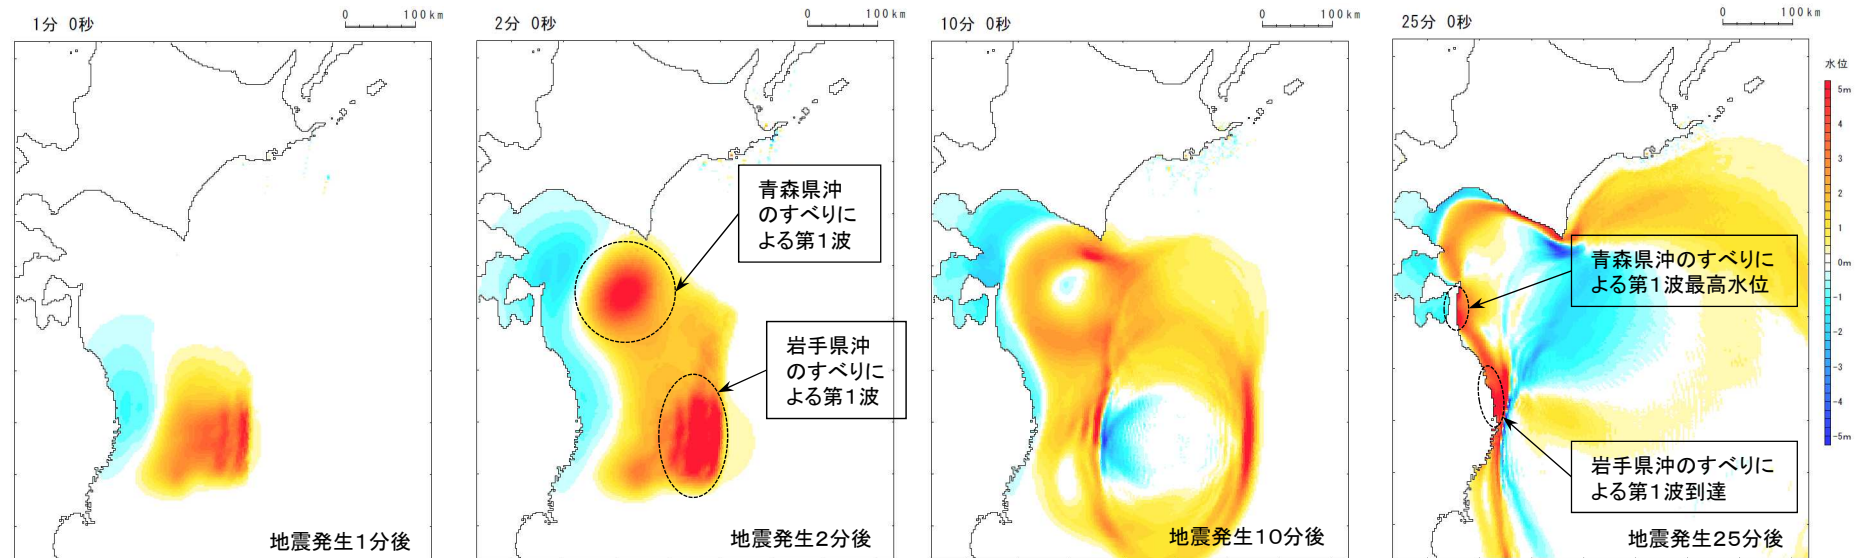 1分 0秒
0 100km
地震発生1分後
2分 0秒
0 100km
青森県沖
のすべりに
よる第1波
岩手県沖
のすべりに
よる第1波
地震発生2分後
10分 0秒
0 100km
地震発生10分後
25分 0秒
0 100km
青森県沖のすべりに
よる第1波最高水位
岩手県沖のすべりに
よる第1波到達
地震発生25分後
水位
5m
4
3
2
1
0m
-1
-2
-3
-4
-5m